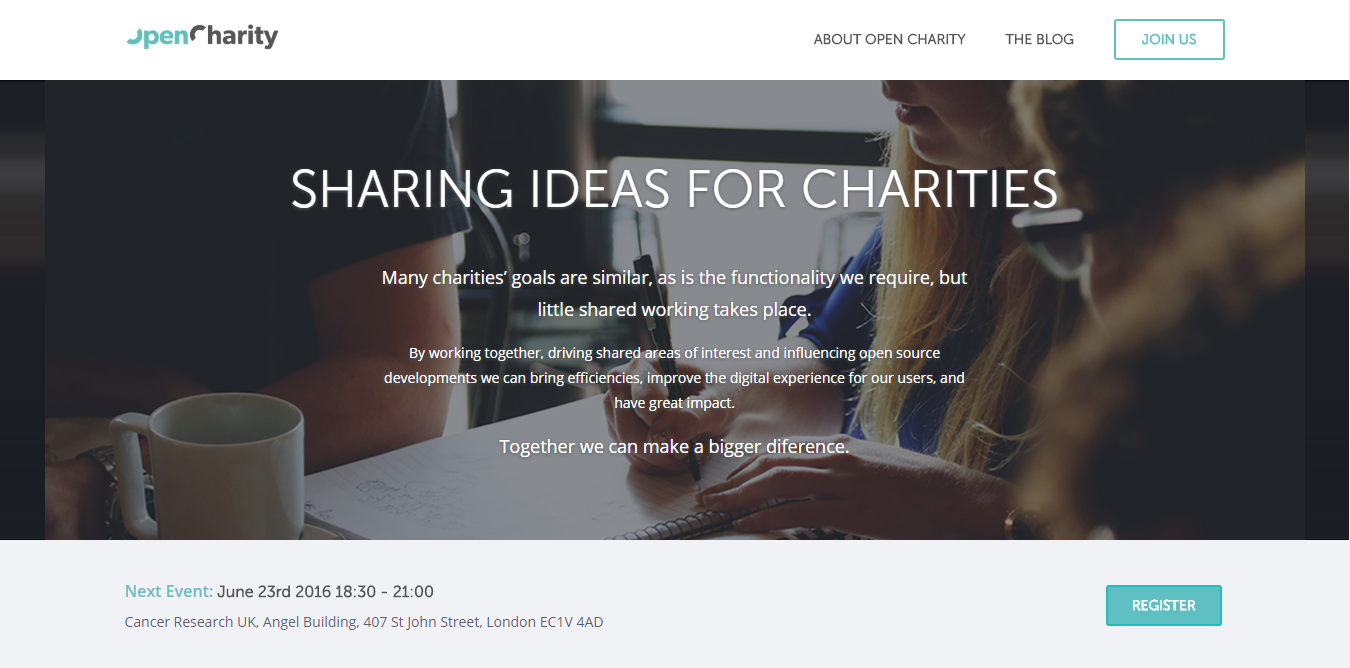 OpenCharity
ABOUT OPEN CHARITY
THE BLOG
JOIN US
SHARING IDEAS FOR CHARITIES
Many charities’ goals are similar, as is the functionality we require, but
little shared working takes place.
By working together, driving shared areas of interest and influencing open source
developments we can bring efficiencies, improve the digital experience for our users, and
have great impact.
Together we can make a bigger diference.
Next Event: June 23rd 2016 18:30 - 21:00
REGISTER
Cancer Research UK, Angel Building, 407 St John Street, London EC1V 4AD